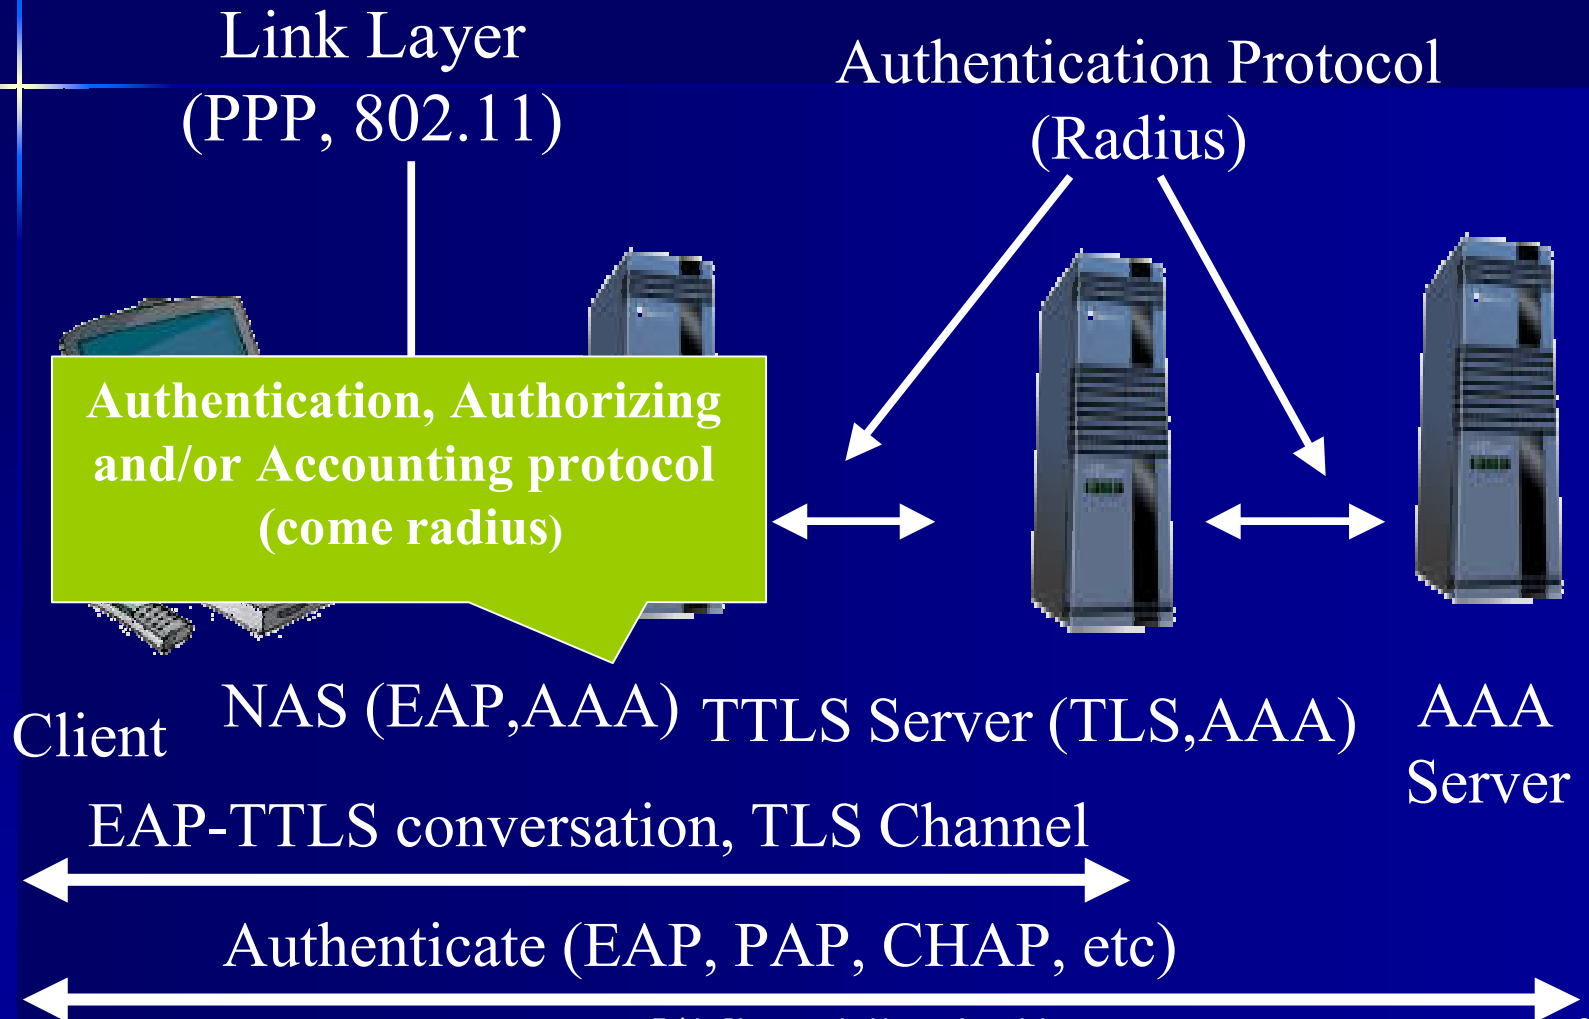 Link Layer
(PPP, 802.11)
Authentication Protocol
(Radius)
Authentication, Authorizing
and/or Accounting protocol
(come radius)
Client
NAS (EAP,AAA)
TTLS Server (TLS,AAA)
AAA
Server
EAP-TTLS conversation, TLS Channel
Authenticate (EAP, PAP, CHAP, etc)